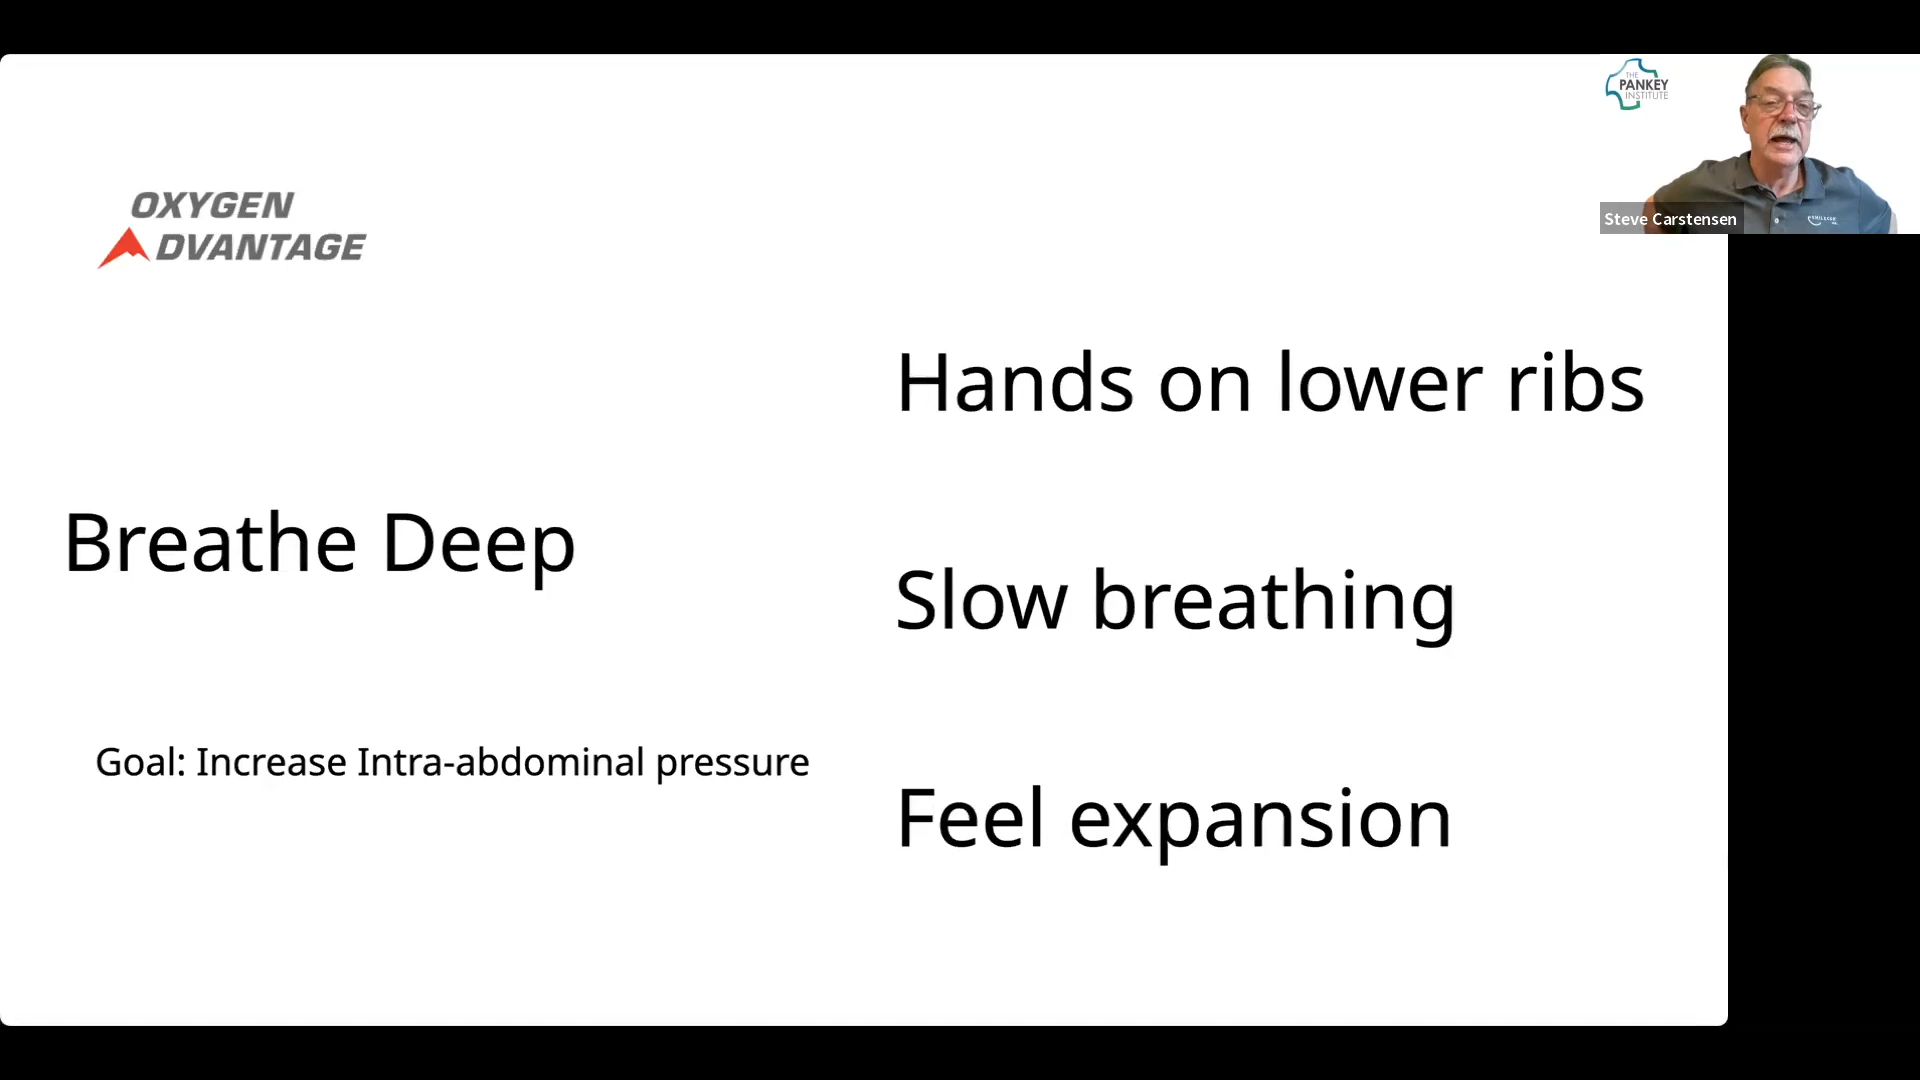 THE
PANKEY
INSTITUTE
Steve Carstensen
OXYGEN
DVANTAGE
Breathe Deep
Goal: Increase Intra-abdominal pressure
Hands on lower ribs
Slow breathing
Feel expansion